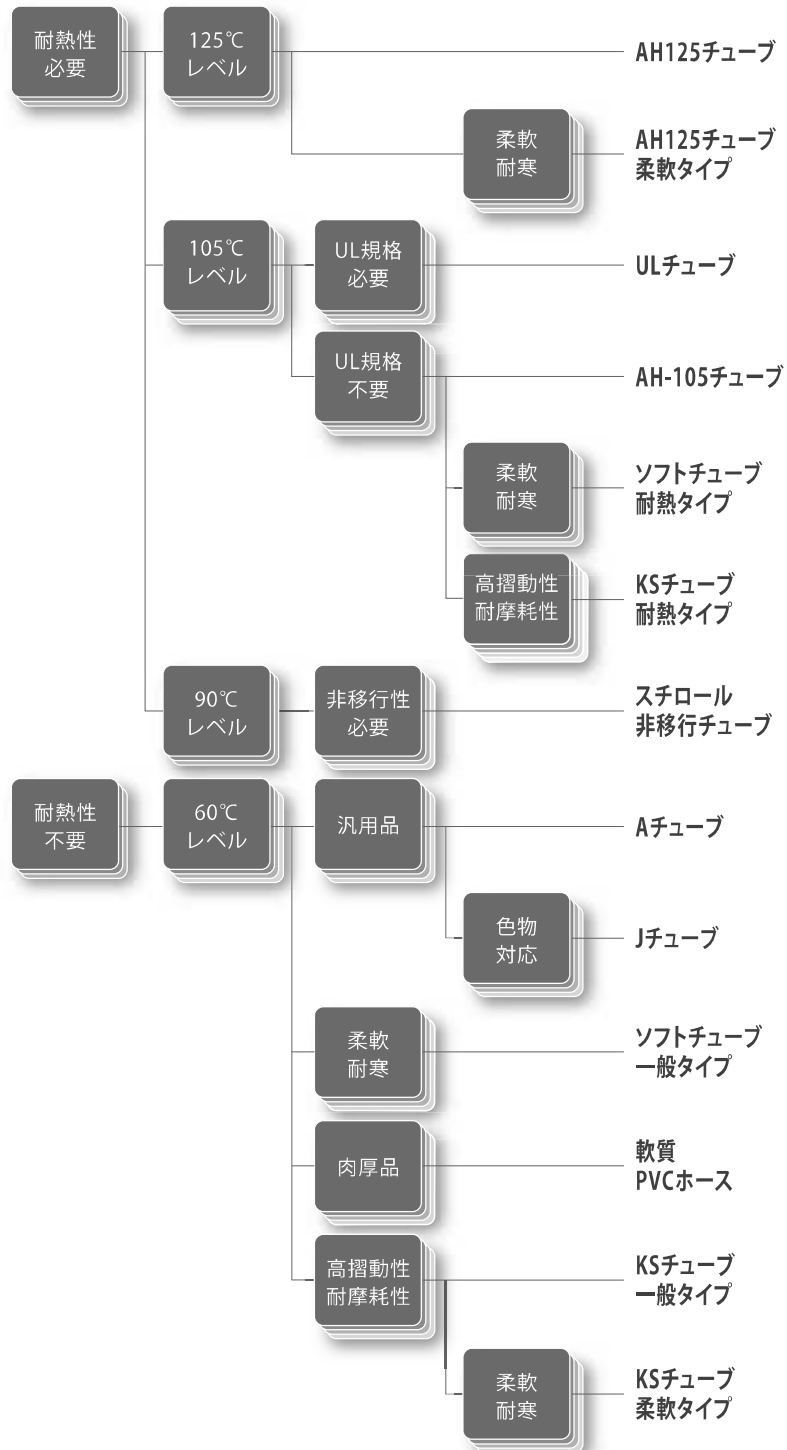 耐熱性
必要
125℃
レベル
AH125チューブ
柔軟
耐寒
AH125チューブ
柔軟タイプ
105℃
レベル
UL規格
必要
ULチューブ
UL規格
不要
AH-105チューブ
柔軟
耐寒
ソフトチューブ
耐熱タイプ
高摺動性
耐摩耗性
KSチューブ
耐熱タイプ
90℃
レベル
非移行性
必要
スチロール
非移行チューブ
耐熱性
不要
60℃
レベル
汎用品
Aチューブ
色物
対応
Jチューブ
柔軟
耐寒
ソフトチューブ
一般タイプ
肉厚品
軟質
PVCホース
高摺動性
耐摩耗性
KSチューブ
一般タイプ
柔軟
耐寒
KSチューブ
柔軟タイプ